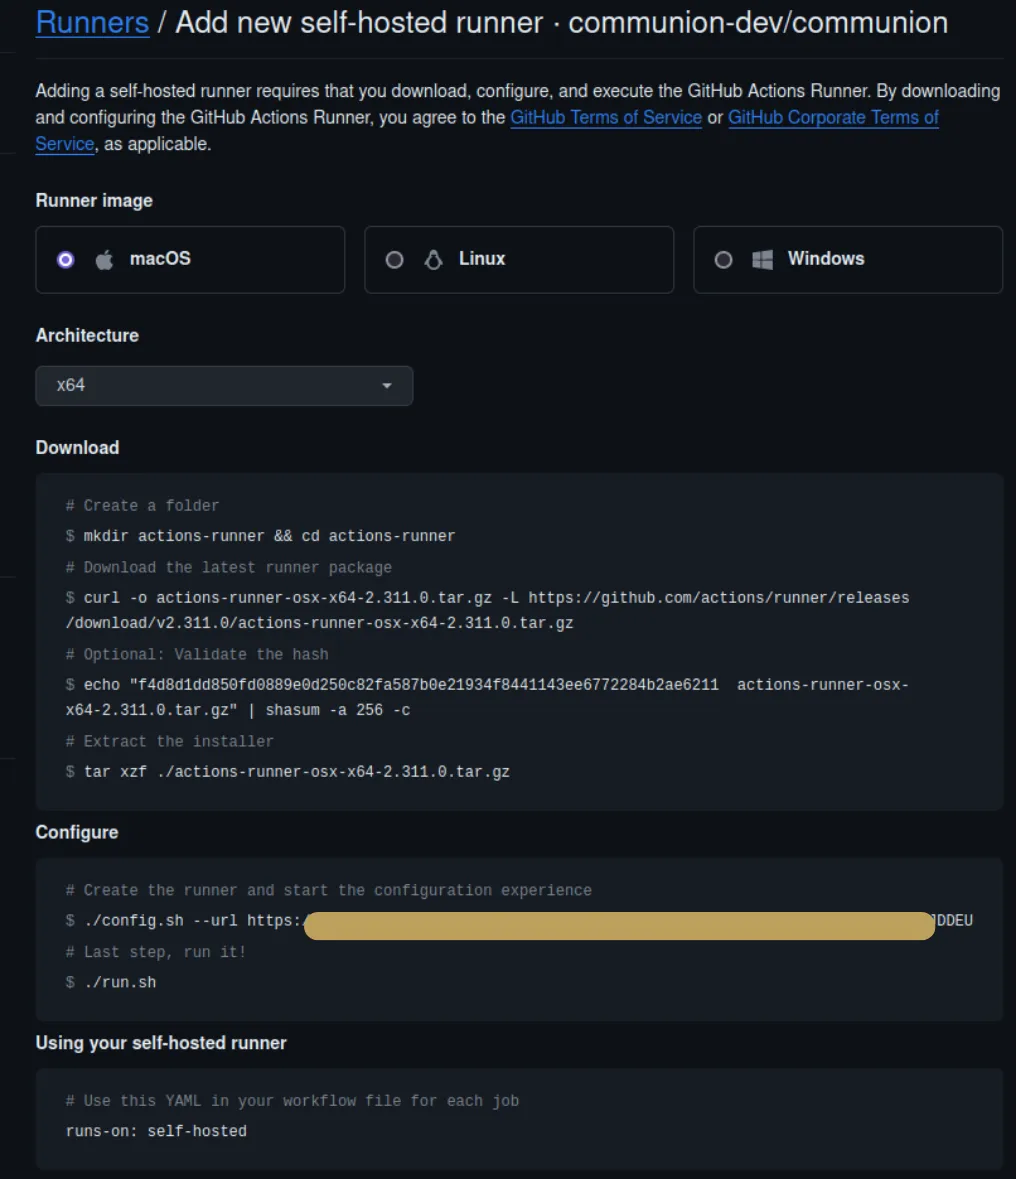 Runners / Add new self-hosted runner · communion-dev/communion
Adding a self-hosted runner requires that you download, configure, and execute the GitHub Actions Runner. By downloading
and configuring the GitHub Actions Runner, you agree to the GitHub Terms of Service or GitHub Corporate Terms of
Service, as applicable.
Runner image
macOS
Linux
Windows
Architecture
x64
Download
# Create a folder
$ mkdir actions-runner && cd actions-runner
# Download the latest runner package
$ curl -o actions-runner-osx-x64-2.311.0.tar.gz -L https://github.com/actions/runner/releases
/download/v2.311.0/actions-runner-osx-x64-2.311.0.tar.gz
# Optional: Validate the hash
$ echo "f4d8d1dd850fd0889e0d250c82fa587b0e21934f8441143ee6772284b2ae6211  actions-runner-osx-
x64-2.311.0.tar.gz" | shasum -a 256 -c
# Extract the installer
$ tar xzf ./actions-runner-osx-x64-2.311.0.tar.gz
Configure
# Create the runner and start the configuration experience
$ ./config.sh --url https:/ DDEU
# Last step, run it!
$ ./run.sh
Using your self-hosted runner
# Use this YAML in your workflow file for each job
runs-on: self-hosted